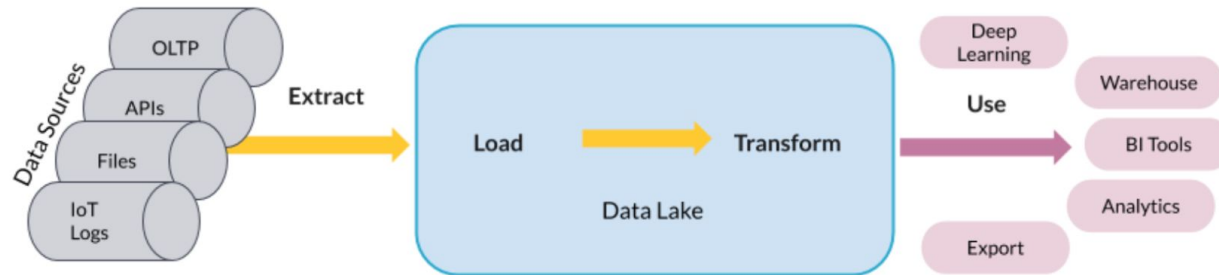 Data Sources
OLTP
APIs
Files
IoT
Logs
Extract
Load
Transform
Data Lake
Use
Deep
Learning
Warehouse
BI Tools
Analytics
Export